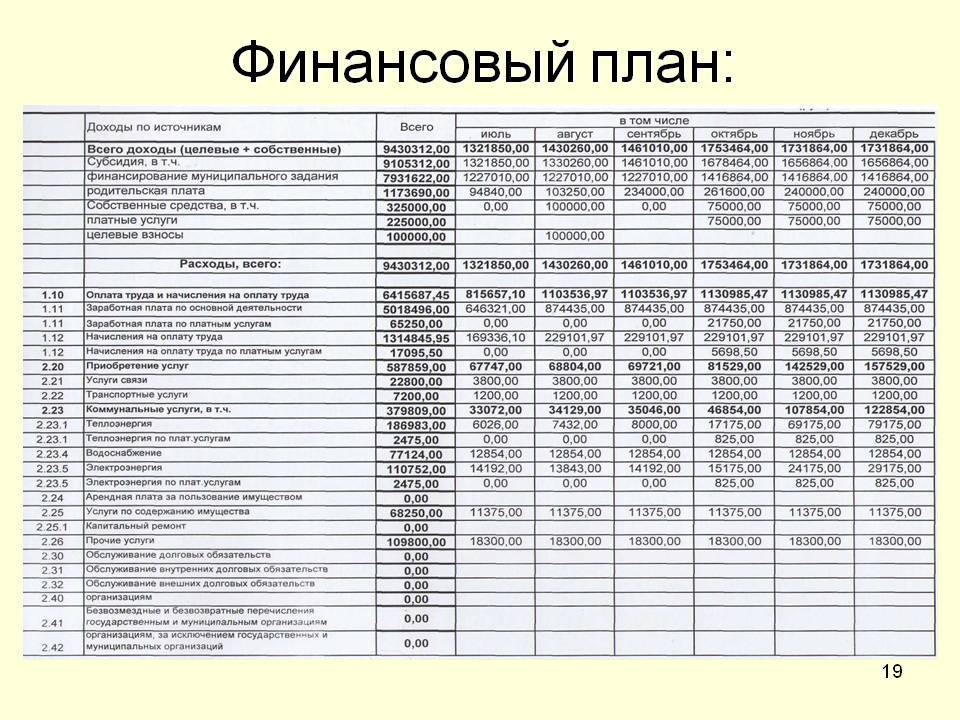 Финансовый план:
Доходы по источникам Всего в том числе
июль август сентябрь октябрь ноябрь декабрь
Всего доходы (целевые + собственные) 9430312,00 1321850,00 1430260,00 1461010,00 1753464,00 1731864,00 1731864,00
Субсидия, в т.ч. 9105312,00 1321850,00 1330260,00 1461010,00 1678464,00 1656864,00 1656864,00
финансирование муниципального задания 7931622,00 1227010,00 1227010,00 1227010,00 1416864,00 1416864,00 1416864,00
родительская плата 1173690,00 94840,00 103250,00 234000,00 261600,00 240000,00 240000,00
Собственные средства, в т.ч. 325000,00 0,00 100000,00 0,00 75000,00 75000,00 75000,00
платные услуги 225000,00 75000,00 75000,00 75000,00
целевые взносы 100000,00 100000,00
Расходы, всего: 9430312,00 1321850,00 1430260,00 1461010,00 1753464,00 1731864,00 1731864,00
1.10 Оплата труда и начисления на оплату труда 6415687,45 815657,10 1103536,97 1103536,97 1130985,47 1130985,47 1130985,47
1.11 Заработная плата по основной деятельности 5018496,00 646321,00 874435,00 874435,00 874435,00 874435,00 874435,00
1.11 Заработная плата по платным услугам 65250,00 0,00 0,00 0,00 21750,00 21750,00 21750,00
1.12 Начисления на оплату труда 1314845,95 169336,10 229101,97 229101,97 229101,97 229101,97 229101,97
1.12 Начисления на оплату труда по платным услугам 17095,50 0,00 0,00 0,00 5698,50 5698,50 5698,50
2.20 Приобретение услуг 587859,00 67747,00 68804,00 69721,00 81529,00 142529,00 157529,00
2.21 Услуги связи 22800,00 3800,00 3800,00 3800,00 3800,00 3800,00 3800,00
2.22 Транспортные услуги 7200,00 1200,00 1200,00 1200,00 1200,00 1200,00 1200,00
2.23 Коммунальные услуги, в т.ч. 379809,00 33072,00 34129,00 35046,00 46854,00 107854,00 122854,00
2.23.1 Теплоэнергия 186983,00 6026,00 7432,00 8000,00 17175,00 69175,00 79175,00
2.23.1 Теплоэнергия по плат.услугам 2475,00 0,00 0,00 0,00 825,00 825,00 825,00
2.23.4 Водоснабжение 77124,00 12854,00 12854,00 12854,00 12854,00 12854,00 12854,00
2.23.5 Электроэнергия 110752,00 14192,00 13843,00 14192,00 15175,00 24175,00 29175,00
2.23.5 Электроэнергия по плат.услугам 2475,00 0,00 0,00 0,00 825,00 825,00 825,00
2.24 Арендная плата за пользование имуществом 0,00
2.25 Услуги по содержанию имущества 68250,00 11375,00 11375,00 11375,00 11375,00 11375,00 11375,00
2.25.1 Капитальный ремонт 0,00
2.26 Прочие услуги 109800,00 18300,00 18300,00 18300,00 18300,00 18300,00 18300,00
2.30 Обслуживание долговых обязательств 0,00
2.31 Обслуживание внутренних долговых обязательств 0,00
2.32 Обслуживание внешних долговых обязательств 0,00
2.40 организациям 0,00
2.41 Безвозмездные и безвозвратные перечисления государственным и муниципальным организациям 0,00
2.42 организациям, за исключением государственных и муниципальных организаций 0,00
19